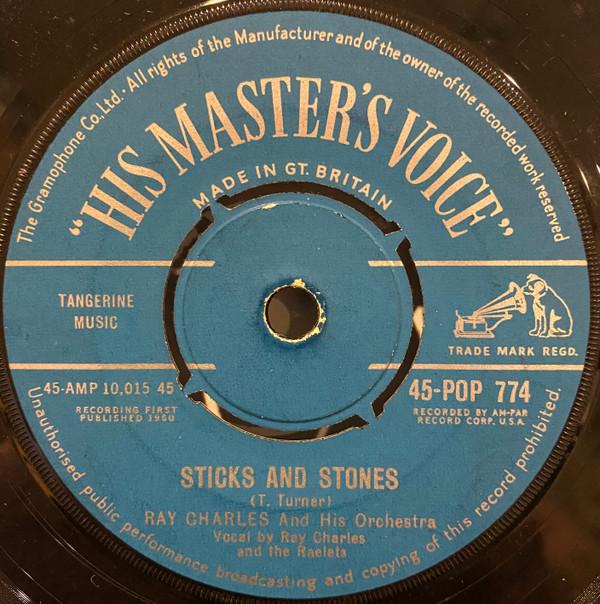 The Gramophone Co., Ltd. · All rights of the Manufacturer and of the owner of the recorded work reserved
"HIS MASTER'S VOICE"
MADE IN GT. BRITAIN
TANGERINE
MUSIC
TRADE MARK REGD.
45-AMP 10,015 45
RECORDING FIRST
PUBLISHED 1960
45-POP 774
RECORDED BY AM-PAR
RECORD CORP. U.S.A.
STICKS AND STONES
(T. Turner)
RAY CHARLES And His Orchestra
Vocal by Ray Charles
and the Raelets
Unauthorised public performance broadcasting and copying of this record prohibited.